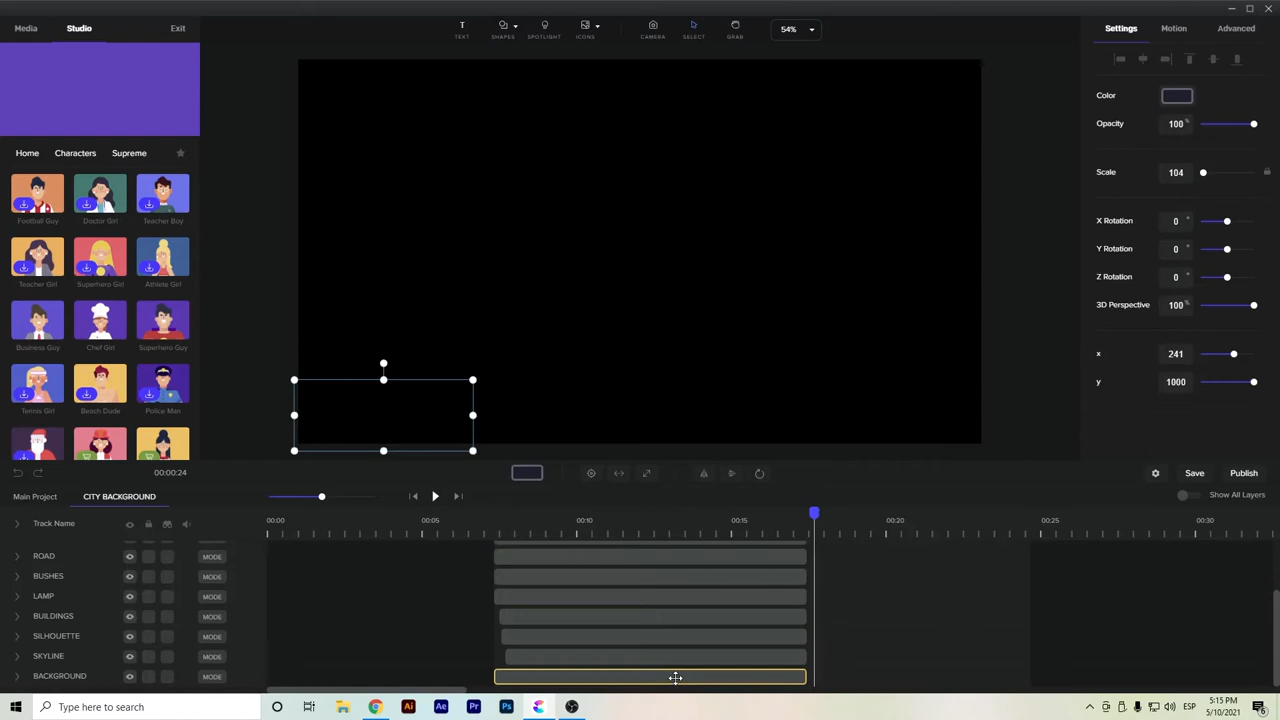 Media Studio Exit
TEXT SHAPES SPOTLIGHT ICONS CAMERA SELECT GRAB
54%
Settings Motion Advanced
Color
Opacity 100 %
Scale 104
X Rotation 0 °
Y Rotation 0 °
Z Rotation 0 °
3D Perspective 100 %
x 241
y 1000
Home Characters Supreme
Football Guy Doctor Girl Teacher Boy
Teacher Girl Superhero Girl Athlete Girl
Business Guy Chef Girl Superhero Guy
Tennis Girl Beach Dude Police Man
00:00:24
Save Publish
Main Project CITY BACKGROUND
Show All Layers
Track Name
00:00 00:05 00:10 00:15 00:20 00:25 00:30
ROAD MODE
BUSHES MODE
LAMP MODE
BUILDINGS MODE
SILHOUETTE MODE
SKYLINE MODE
BACKGROUND MODE
Type here to search
Ai Ae Pr Ps
ESP
5:15 PM
5/10/2021
6